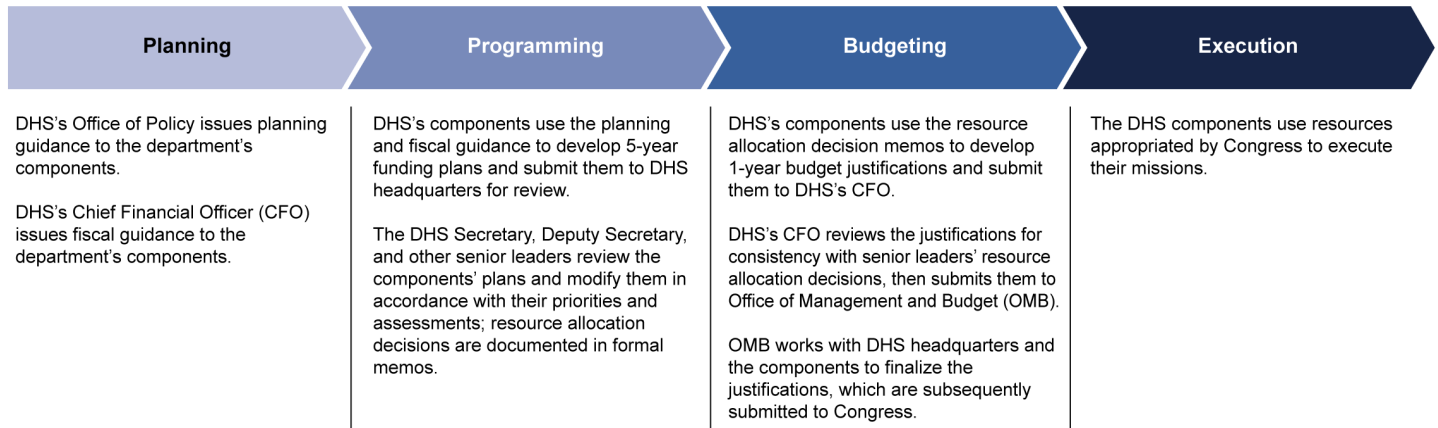 Planning
Programming
Budgeting
Execution
DHS's Office of Policy issues planning
guidance to the department's
components.
DHS's Chief Financial Officer (CFO)
issues fiscal guidance to the
department's components.
DHS's components use the planning
and fiscal guidance to develop 5-year
funding plans and submit them to DHS
headquarters for review.
The DHS Secretary, Deputy Secretary,
and other senior leaders review the
components' plans and modify them in
accordance with their priorities and
assessments; resource allocation
decisions are documented in formal
memos.
DHS's components use the resource
allocation decision memos to develop
1-year budget justifications and submit
them to DHS's CFO.
DHS's CFO reviews the justifications for
consistency with senior leaders' resource
allocation decisions, then submits them to
Office of Management and Budget (OMB).
OMB works with DHS headquarters and
the components to finalize the
justifications, which are subsequently
submitted to Congress.
The DHS components use resources
appropriated by Congress to execute
their missions.